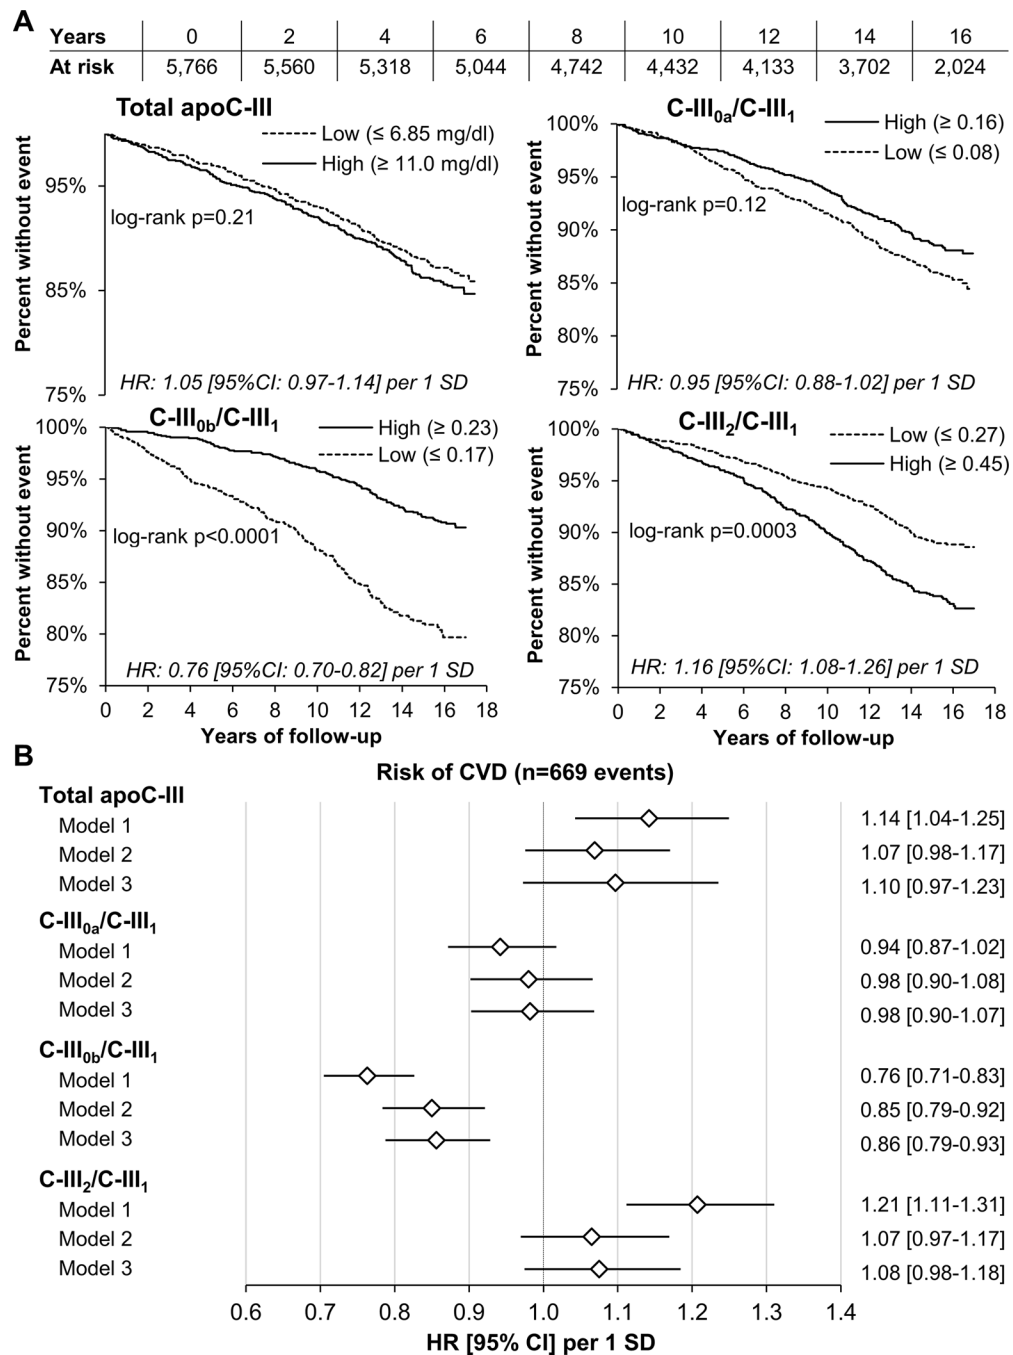 A
Years 0 2 4 6 8 10 12 14 16
At risk 5,766 5,560 5,318 5,044 4,742 4,432 4,133 3,702 2,024
Total apoC-III
Low (≤ 6.85 mg/dl)
High (≥ 11.0 mg/dl)
log-rank p=0.21
HR: 1.05 [95%CI: 0.97-1.14] per 1 SD
Percent without event
95%
85%
75%
C-III0a/C-III1
High (≥ 0.16)
Low (≤ 0.08)
log-rank p=0.12
HR: 0.95 [95%CI: 0.88-1.02] per 1 SD
Percent without event
100%
95%
90%
85%
80%
75%
C-III0b/C-III1
High (≥ 0.23)
Low (≤ 0.17)
log-rank p<0.0001
HR: 0.76 [95%CI: 0.70-0.82] per 1 SD
Percent without event
100%
95%
90%
85%
80%
75%
0 2 4 6 8 10 12 14 16 18
Years of follow-up
C-III2/C-III1
Low (≤ 0.27)
High (≥ 0.45)
log-rank p=0.0003
HR: 1.16 [95%CI: 1.08-1.26] per 1 SD
Percent without event
100%
95%
90%
85%
80%
75%
0 2 4 6 8 10 12 14 16 18
Years of follow-up
B
Risk of CVD (n=669 events)
Total apoC-III
Model 1 1.14 [1.04-1.25]
Model 2 1.07 [0.98-1.17]
Model 3 1.10 [0.97-1.23]
C-III0a/C-III1
Model 1 0.94 [0.87-1.02]
Model 2 0.98 [0.90-1.08]
Model 3 0.98 [0.90-1.07]
C-III0b/C-III1
Model 1 0.76 [0.71-0.83]
Model 2 0.85 [0.79-0.92]
Model 3 0.86 [0.79-0.93]
C-III2/C-III1
Model 1 1.21 [1.11-1.31]
Model 2 1.07 [0.97-1.17]
Model 3 1.08 [0.98-1.18]
0.6 0.7 0.8 0.9 1.0 1.1 1.2 1.3 1.4
HR [95% CI] per 1 SD